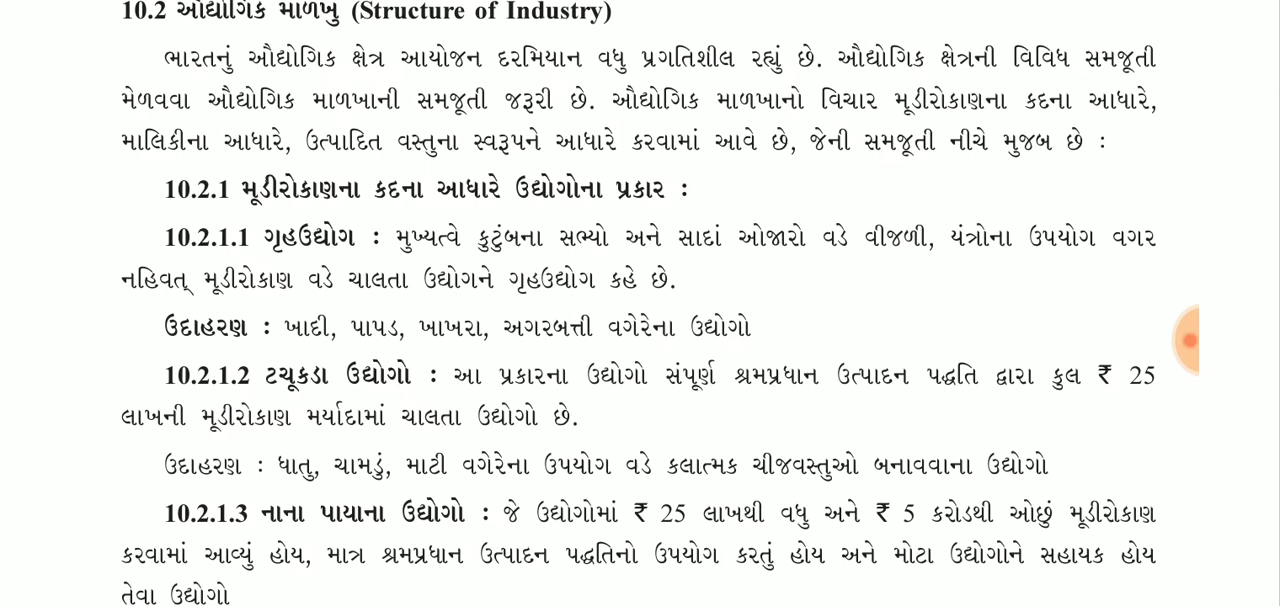 10.2 ઔદ્યોગિક માળખુ (Structure of Industry)
ભારતનું ઔદ્યોગિક ક્ષેત્ર આયોજન દરમિયાન વધુ પ્રગતિશીલ રહ્યું છે. ઔદ્યોગિક ક્ષેત્રની વિવિધ સમજૂતી
મેળવવા ઔદ્યોગિક માળખાની સમજૂતી જરૂરી છે. ઔદ્યોગિક માળખાનો વિચાર મૂડીરોકાણના કદના આધારે,
માલિકીના આધારે, ઉત્પાદિત વસ્તુના સ્વરૂપને આધારે કરવામાં આવે છે, જેની સમજૂતી નીચે મુજબ છે :
10.2.1 મૂડીરોકાણના કદના આધારે ઉદ્યોગોના પ્રકાર :
10.2.1.1 ગૃહઉદ્યોગ : મુખ્યત્વે કુટુંબના સભ્યો અને સાદાં ઓજારો વડે વીજળી, યંત્રોના ઉપયોગ વગર
નહિવત્ મૂડીરોકાણ વડે ચાલતા ઉદ્યોગને ગૃહઉદ્યોગ કહે છે.
ઉદાહરણ : ખાદી, પાપડ, ખાખરા, અગરબત્તી વગેરેના ઉદ્યોગો
10.2.1.2 ટચૂકડા ઉદ્યોગો : આ પ્રકારના ઉદ્યોગો સંપૂર્ણ શ્રમપ્રધાન ઉત્પાદન પદ્ધતિ દ્વારા કુલ ₹ 25
લાખની મૂડીરોકાણ મર્યાદામાં ચાલતા ઉદ્યોગો છે.
ઉદાહરણ : ધાતુ, ચામડું, માટી વગેરેના ઉપયોગ વડે કલાત્મક ચીજવસ્તુઓ બનાવવાના ઉદ્યોગો
10.2.1.3 નાના પાયાના ઉદ્યોગો : જે ઉદ્યોગોમાં ₹ 25 લાખથી વધુ અને ₹ 5 કરોડથી ઓછું મૂડીરોકાણ
કરવામાં આવ્યું હોય, માત્ર શ્રમપ્રધાન ઉત્પાદન પદ્ધતિનો ઉપયોગ કરતું હોય અને મોટા ઉદ્યોગોને સહાયક હોય
તેવા ઉદ્યોગો